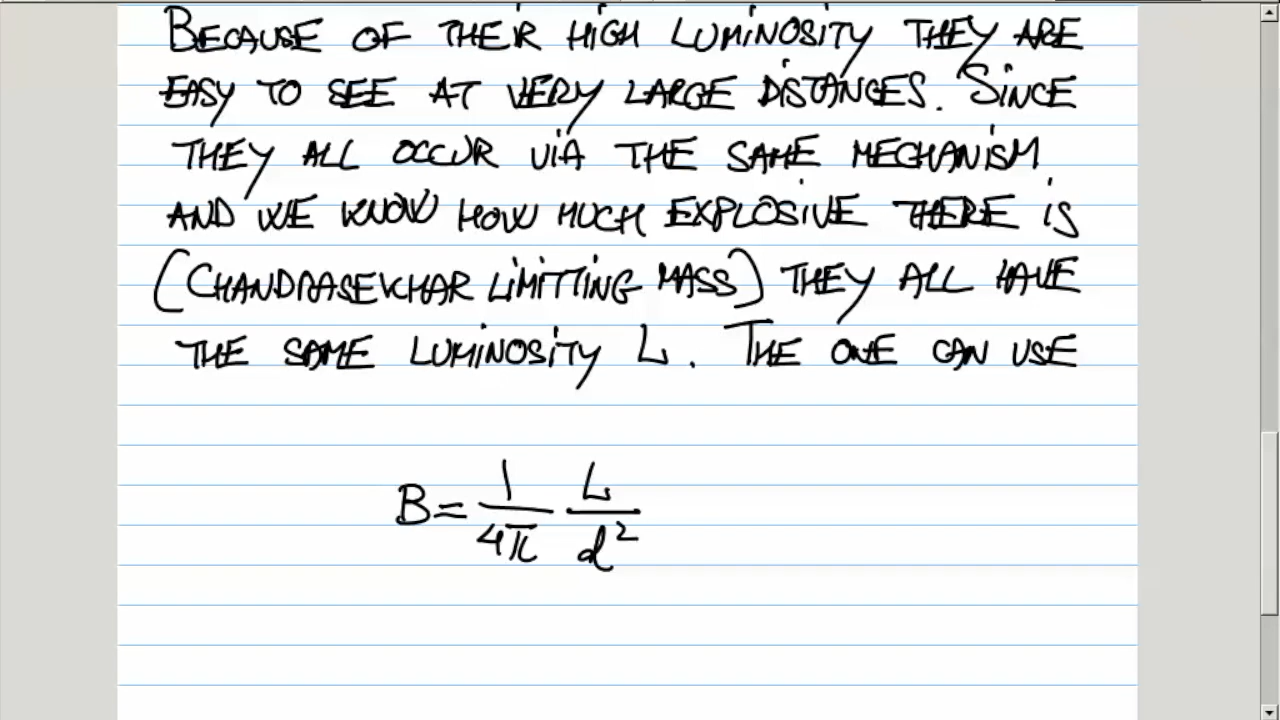 BECAUSE OF THEIR HIGH LUMINOSITY THEY ARE
EASY TO SEE AT VERY LARGE DISTANCES. SINCE
THEY ALL OCCUR VIA THE SAME MECHANISM
AND WE KNOW HOW MUCH EXPLOSIVE THERE IS
(CHANDRASEKHAR LIMITTING MASS) THEY ALL HAVE
THE SAME LUMINOSITY L. THE ONE CAN USE
B = 1/4π L/d²